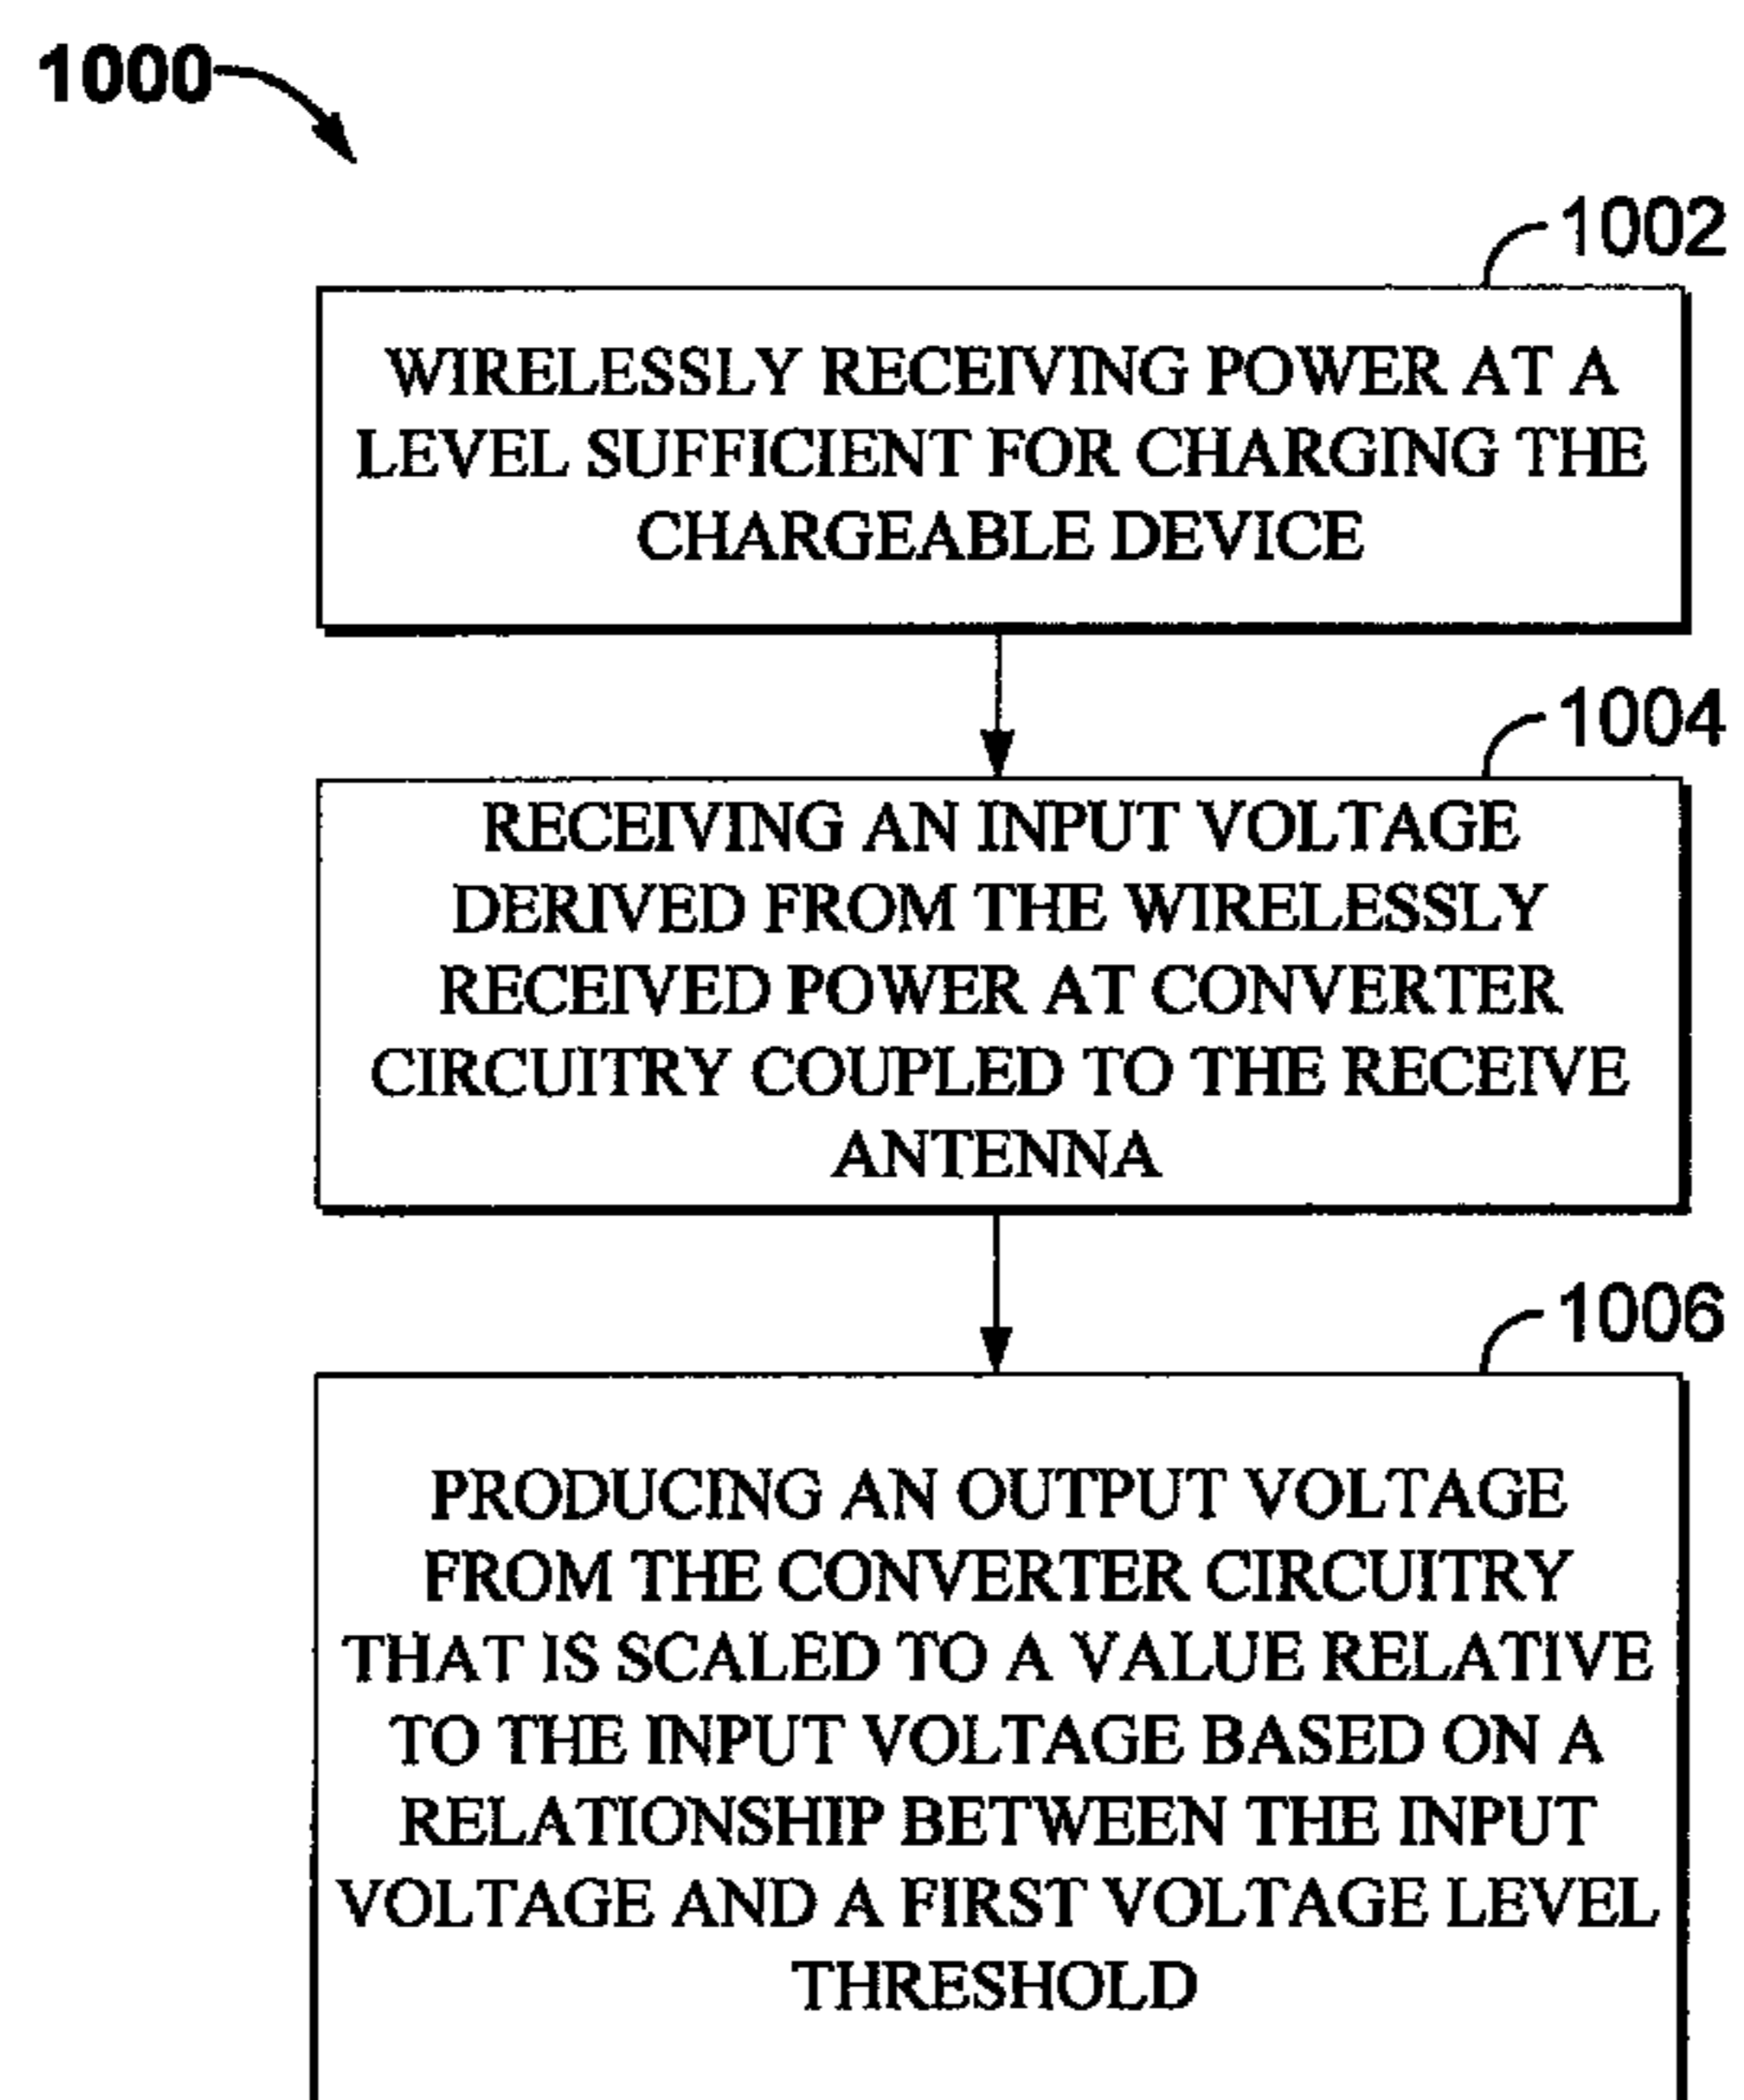 1000
1002
WIRELESSLY RECEIVING POWER AT A
LEVEL SUFFICIENT FOR CHARGING THE
CHARGEABLE DEVICE
1004
RECEIVING AN INPUT VOLTAGE
DERIVED FROM THE WIRELESSLY
RECEIVED POWER AT CONVERTER
CIRCUITRY COUPLED TO THE RECEIVE
ANTENNA
1006
PRODUCING AN OUTPUT VOLTAGE
FROM THE CONVERTER CIRCUITRY
THAT IS SCALED TO A VALUE RELATIVE
TO THE INPUT VOLTAGE BASED ON A
RELATIONSHIP BETWEEN THE INPUT
VOLTAGE AND A FIRST VOLTAGE LEVEL
THRESHOLD